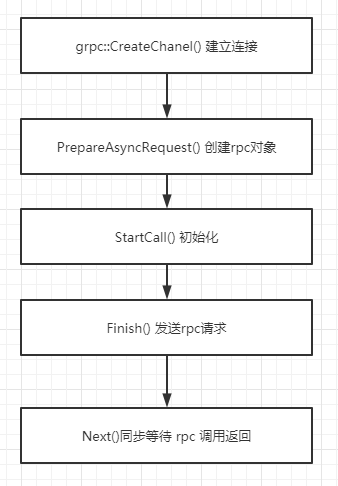 grpc::CreateChanel() 建立连接
PrepareAsyncRequest() 创建rpc对象
StartCall() 初始化
Finish() 发送rpc请求
Next()同步等待 rpc 调用返回